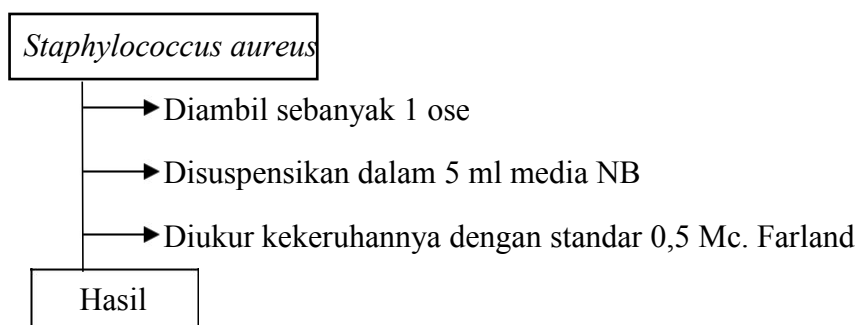 Staphylococcus aureus
Diambil sebanyak 1 ose
Disuspensikan dalam 5 ml media NB
Diukur kekeruhannya dengan standar 0,5 Mc. Farland
Hasil